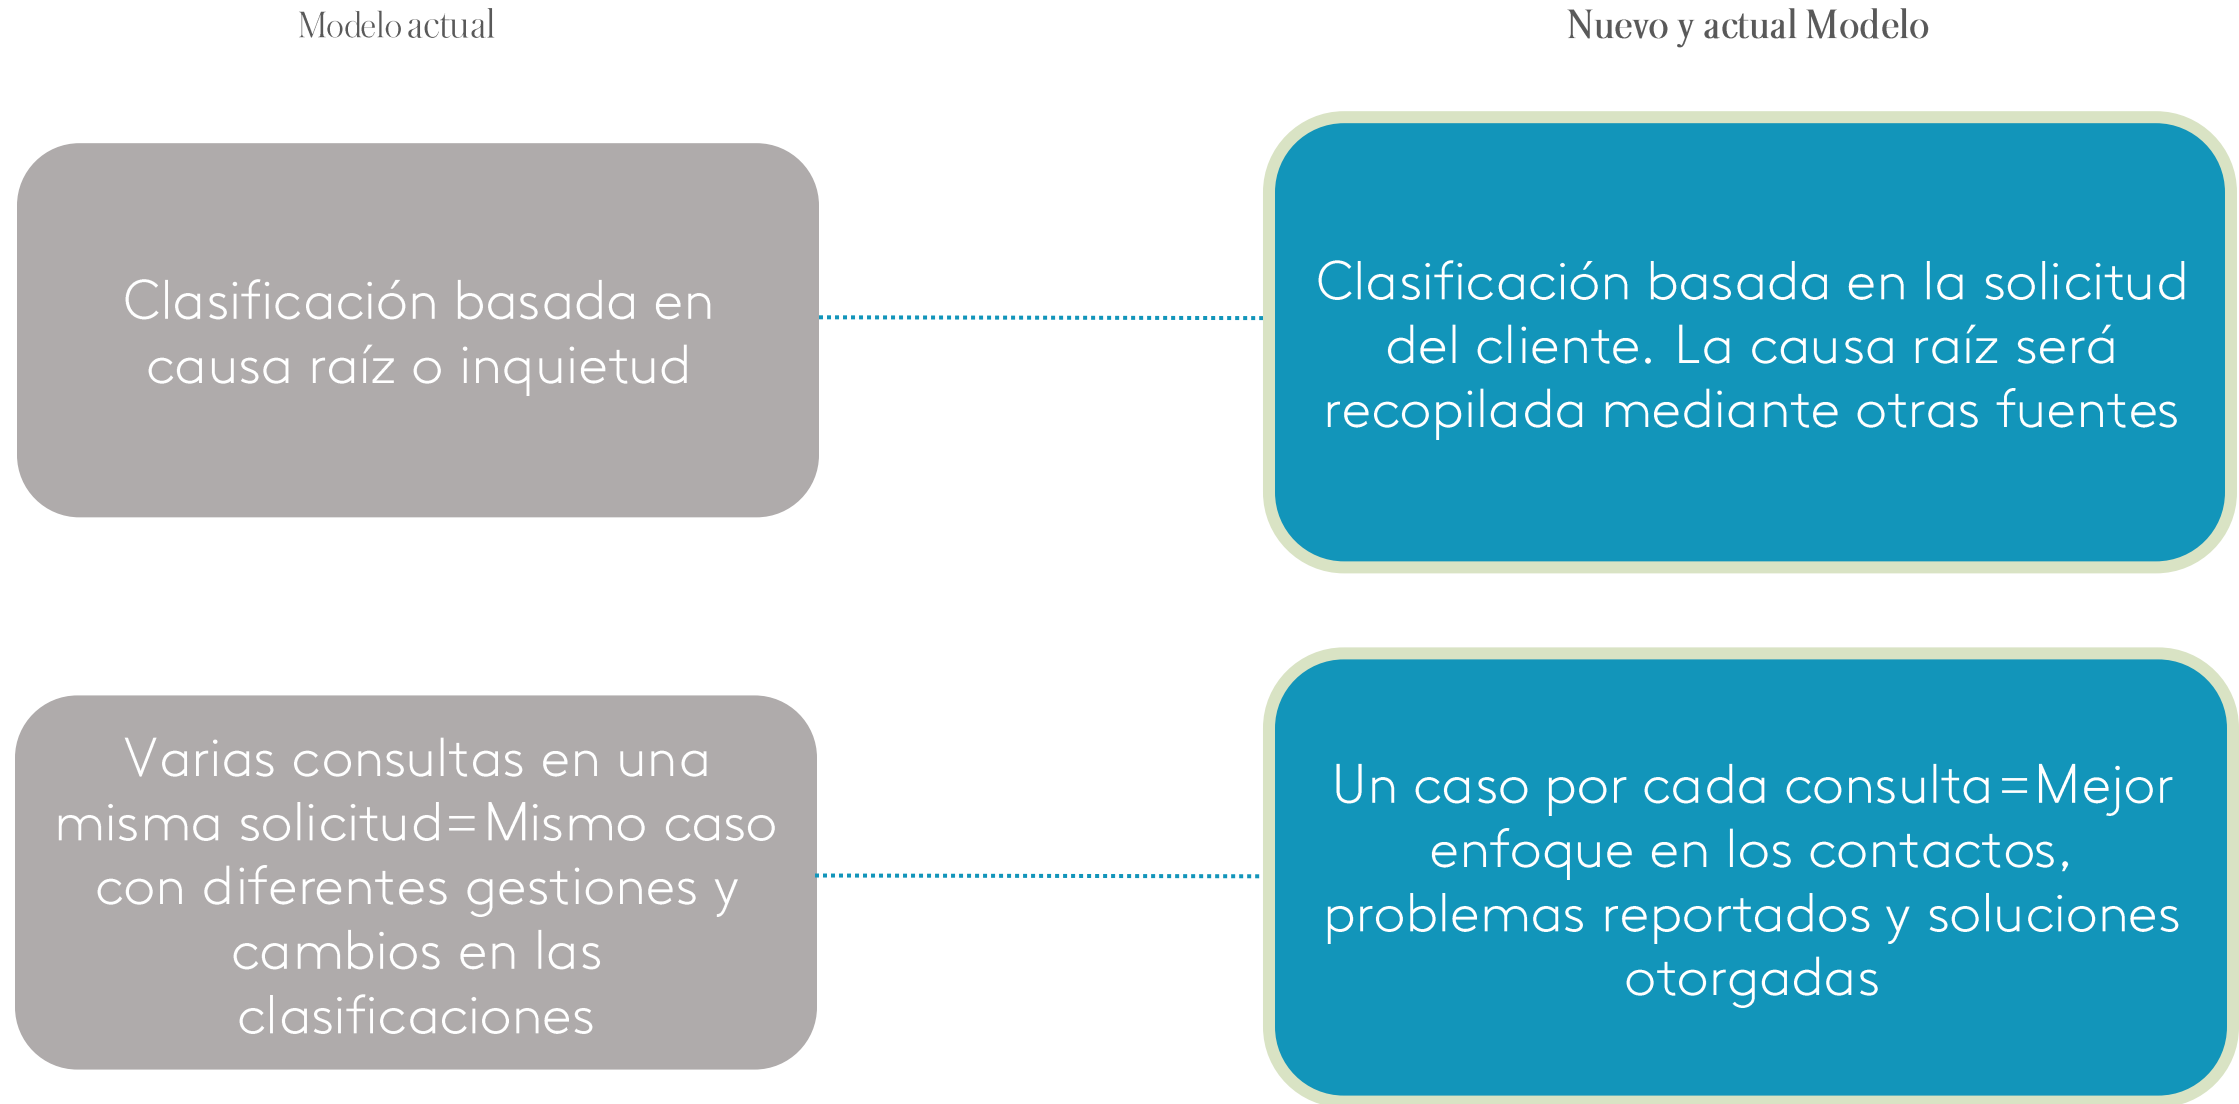 Modelo actual
Nuevo y actual Modelo
Clasificación basada en
causa raíz o inquietud
Clasificación basada en la solicitud
del cliente. La causa raíz será
recopilada mediante otras fuentes
Varias consultas en una
misma solicitud=Mismo caso
con diferentes gestiones y
cambios en las
clasificaciones
Un caso por cada consulta=Mejor
enfoque en los contactos,
problemas reportados y soluciones
otorgadas